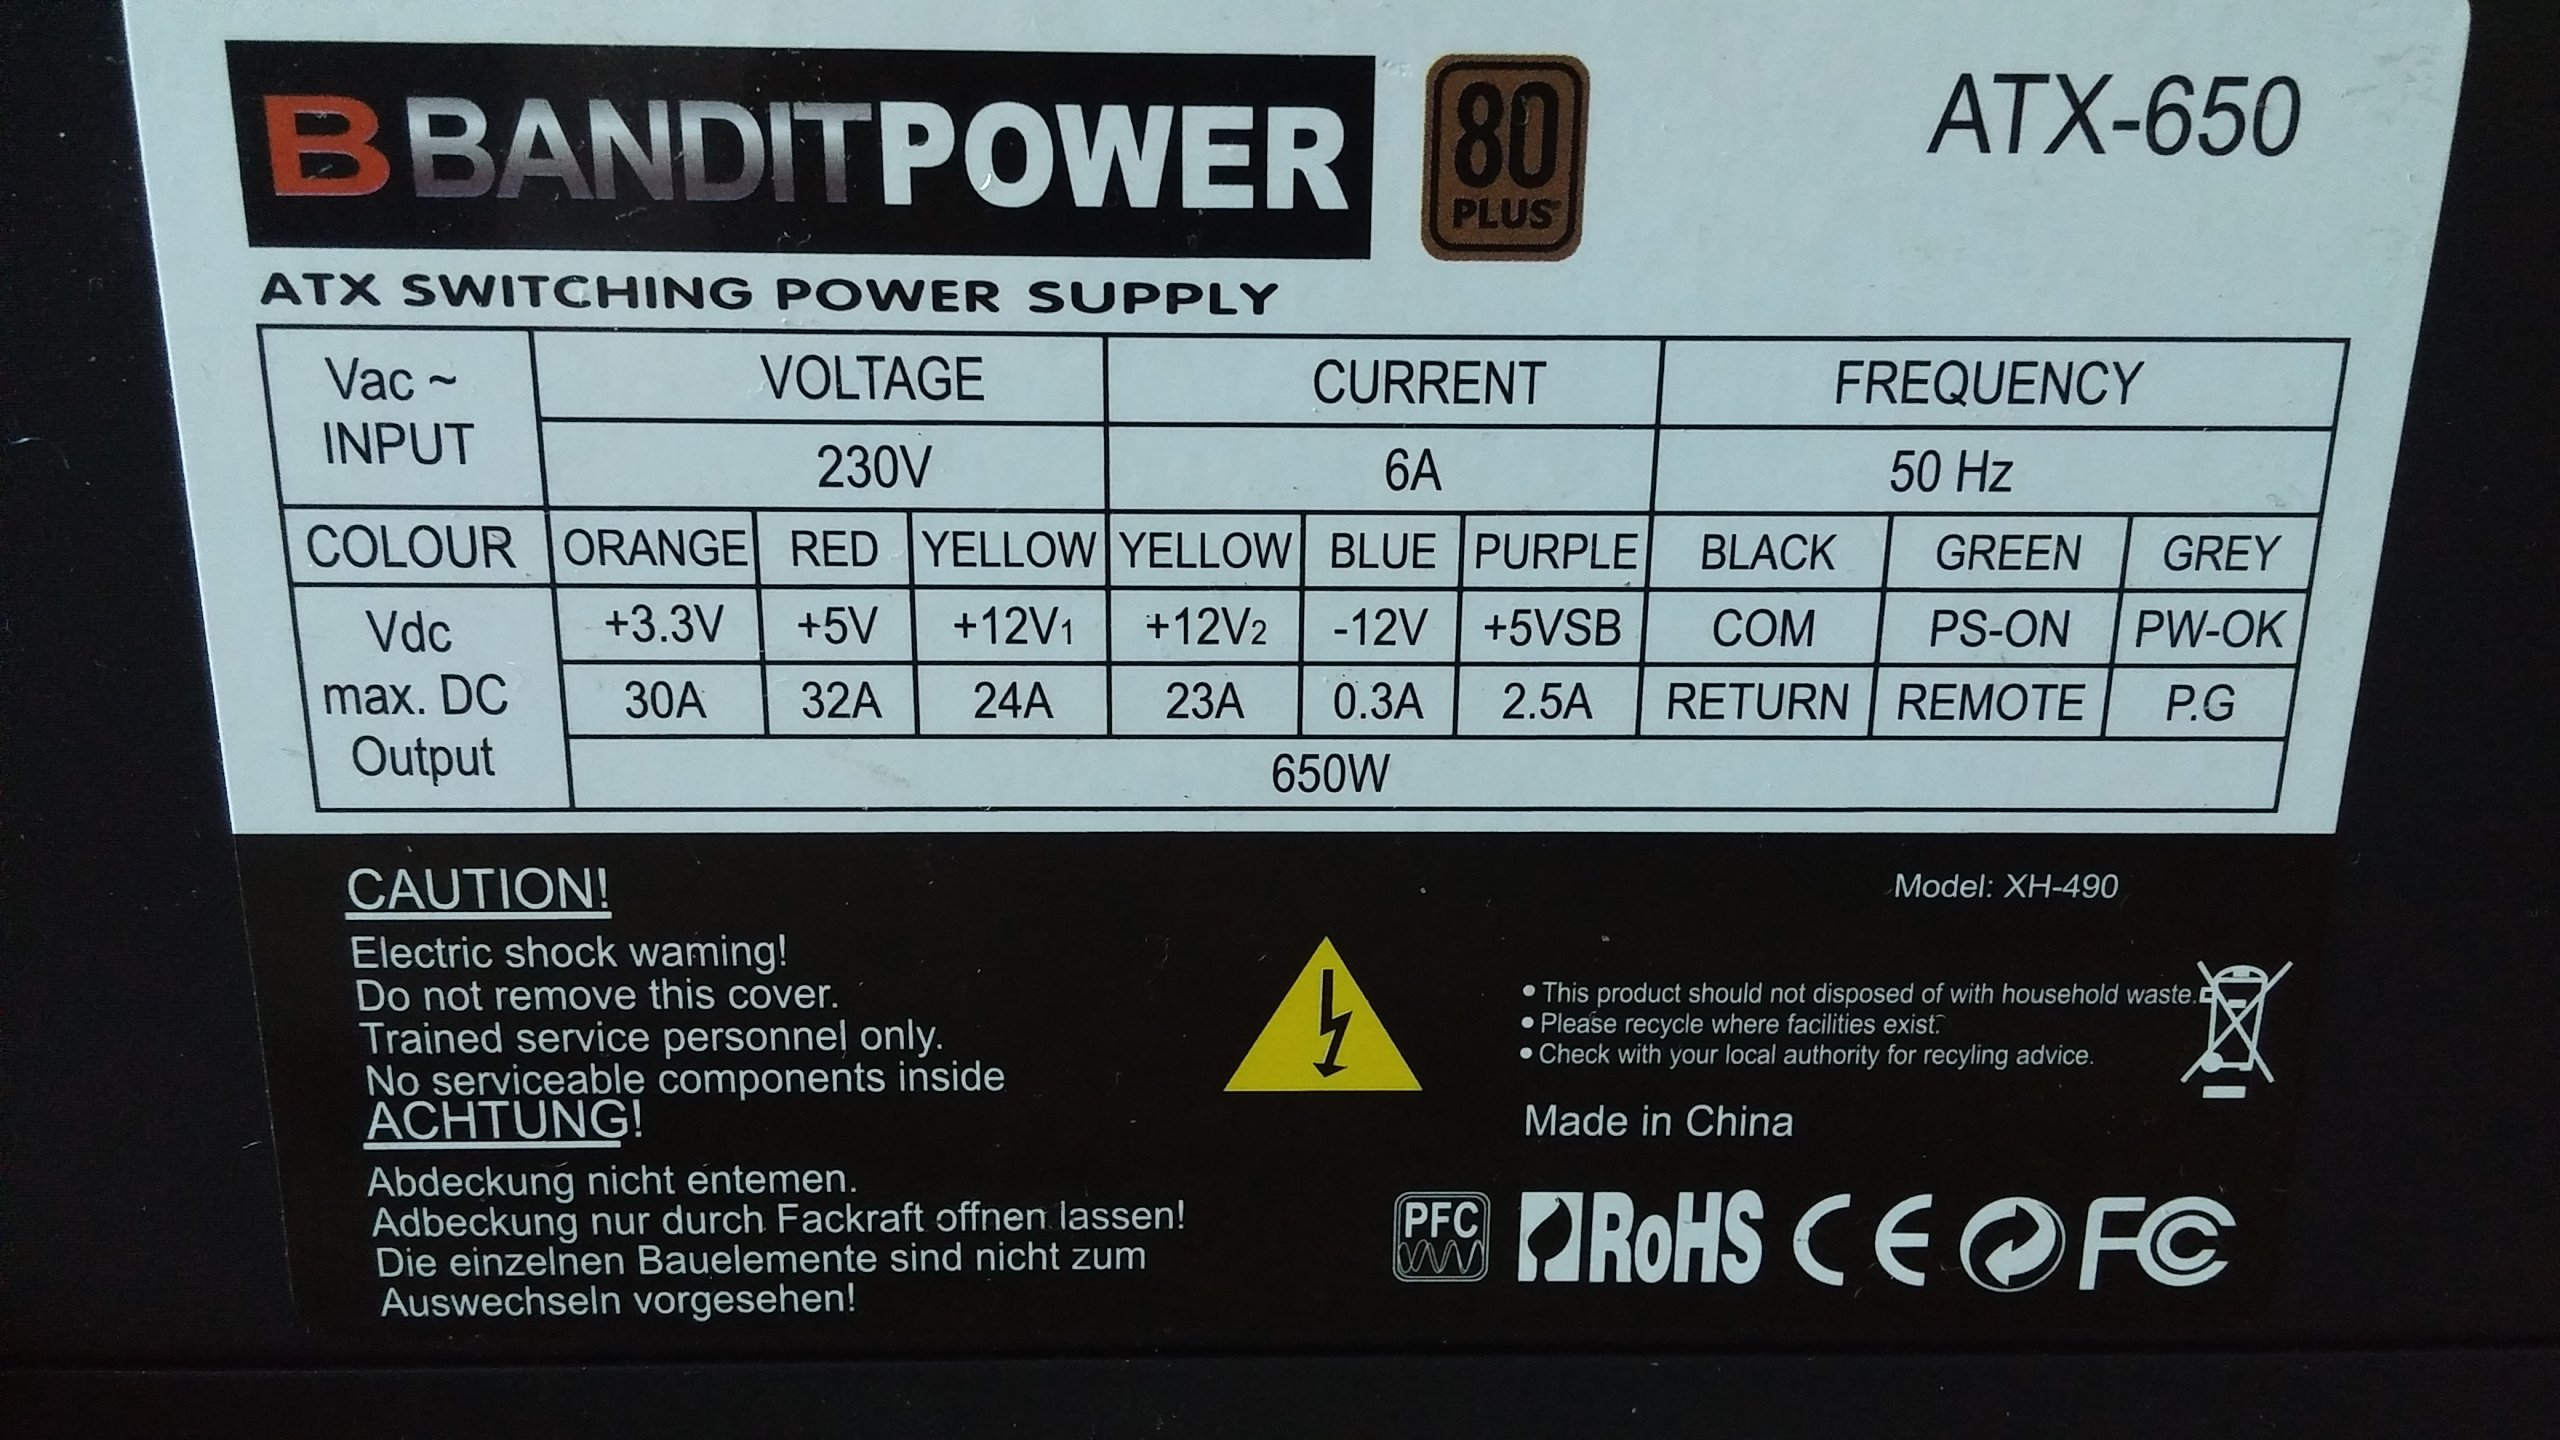 B BANDITPOWER
80 PLUS
ATX-650
ATX SWITCHING POWER SUPPLY
Vac ~ INPUT VOLTAGE CURRENT FREQUENCY
230V 6A 50 Hz
COLOUR ORANGE RED YELLOW YELLOW BLUE PURPLE BLACK GREEN GREY
Vdc max. DC Output +3.3V +5V +12V1 +12V2 -12V +5VSB COM PS-ON PW-OK
30A 32A 24A 23A 0.3A 2.5A RETURN REMOTE P.G
650W
CAUTION!
Electric shock waming!
Do not remove this cover.
Trained service personnel only.
No serviceable components inside
ACHTUNG!
Abdeckung nicht entemen.
Adbeckung nur durch Fackraft offnen lassen!
Die einzelnen Bauelemente sind nicht zum
Auswechseln vorgesehen!
Model: XH-490
• This product should not disposed of with household waste.
• Please recycle where facilities exist.
• Check with your local authority for recyling advice.
Made in China
PFC RoHS CE FC